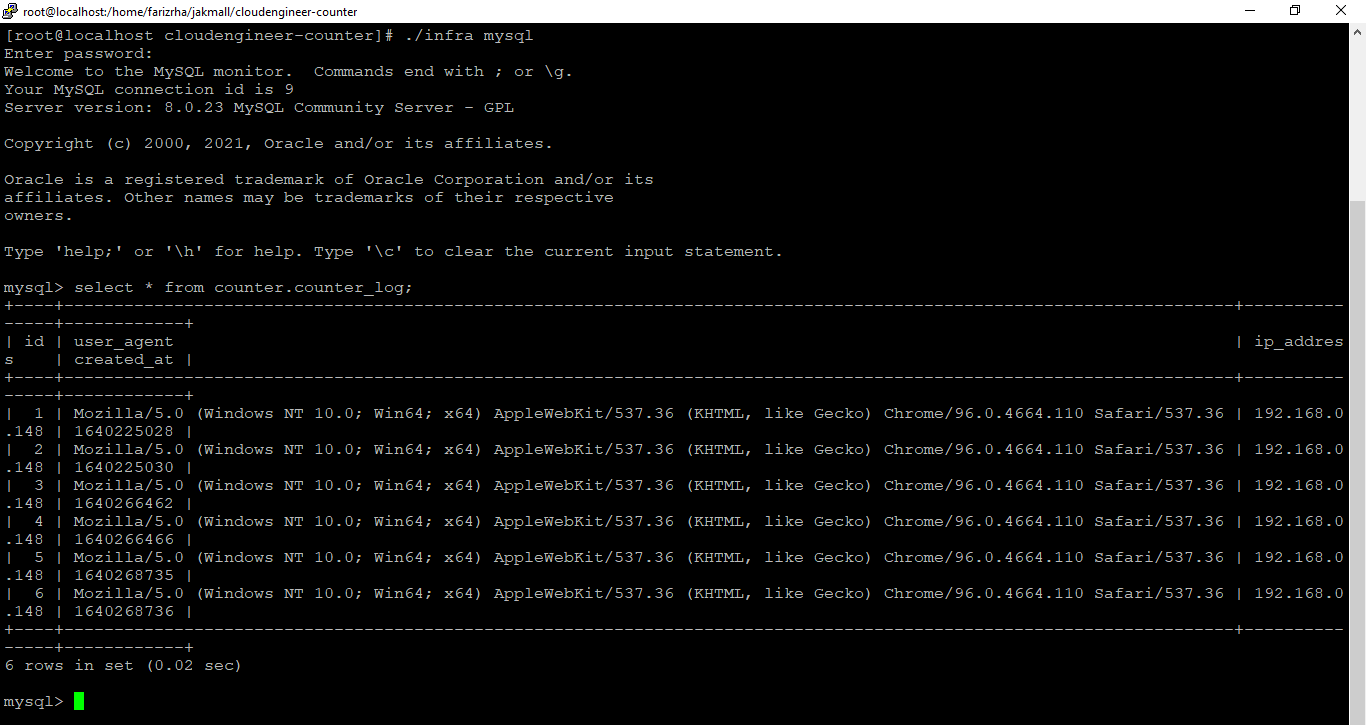 root@localhost:/home/farizrha/jakmall/cloudengineer-counter
[root@localhost cloudengineer-counter]# ./infra mysql
Enter password:
Welcome to the MySQL monitor.  Commands end with ; or \g.
Your MySQL connection id is 9
Server version: 8.0.23 MySQL Community Server - GPL

Copyright (c) 2000, 2021, Oracle and/or its affiliates.

Oracle is a registered trademark of Oracle Corporation and/or its
affiliates. Other names may be trademarks of their respective
owners.

Type 'help;' or '\h' for help. Type '\c' to clear the current input statement.

mysql> select * from counter.counter_log;
+----+---------------------------------------------------------------------------------------------------------------------+----------
-----+------------+
| id | user_agent                                                                                                          | ip_addres
s    | created_at |
+----+---------------------------------------------------------------------------------------------------------------------+----------
-----+------------+
|  1 | Mozilla/5.0 (Windows NT 10.0; Win64; x64) AppleWebKit/537.36 (KHTML, like Gecko) Chrome/96.0.4664.110 Safari/537.36 | 192.168.0
.148 | 1640225028 |
|  2 | Mozilla/5.0 (Windows NT 10.0; Win64; x64) AppleWebKit/537.36 (KHTML, like Gecko) Chrome/96.0.4664.110 Safari/537.36 | 192.168.0
.148 | 1640225030 |
|  3 | Mozilla/5.0 (Windows NT 10.0; Win64; x64) AppleWebKit/537.36 (KHTML, like Gecko) Chrome/96.0.4664.110 Safari/537.36 | 192.168.0
.148 | 1640266462 |
|  4 | Mozilla/5.0 (Windows NT 10.0; Win64; x64) AppleWebKit/537.36 (KHTML, like Gecko) Chrome/96.0.4664.110 Safari/537.36 | 192.168.0
.148 | 1640266466 |
|  5 | Mozilla/5.0 (Windows NT 10.0; Win64; x64) AppleWebKit/537.36 (KHTML, like Gecko) Chrome/96.0.4664.110 Safari/537.36 | 192.168.0
.148 | 1640268735 |
|  6 | Mozilla/5.0 (Windows NT 10.0; Win64; x64) AppleWebKit/537.36 (KHTML, like Gecko) Chrome/96.0.4664.110 Safari/537.36 | 192.168.0
.148 | 1640268736 |
+----+---------------------------------------------------------------------------------------------------------------------+----------
-----+------------+
6 rows in set (0.02 sec)

mysql>